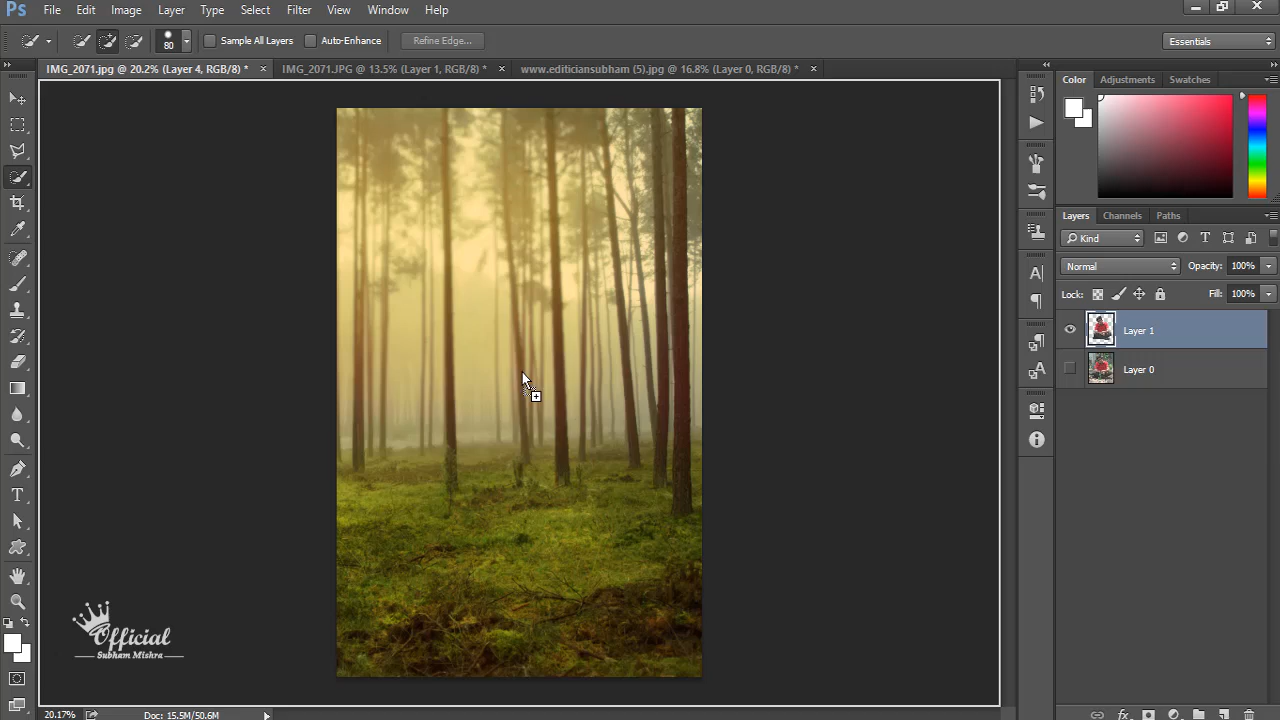 Ps File Edit Image Layer Type Select Filter View Window Help
80 Sample All Layers Auto-Enhance Refine Edge... Essentials
IMG_2071.jpg @ 20.2% (Layer 4, RGB/8) * × IMG_2071.JPG @ 13.5% (Layer 1, RGB/8) * × www.editiciansubham (5).jpg @ 16.8% (Layer 0, RGB/8) * ×
Color Adjustments Swatches
Layers Channels Paths
Kind
Normal Opacity: 100%
Lock: Fill: 100%
Layer 1
Layer 0
Official
Subham Mishra
20.17% Doc: 15.5M/50.6M